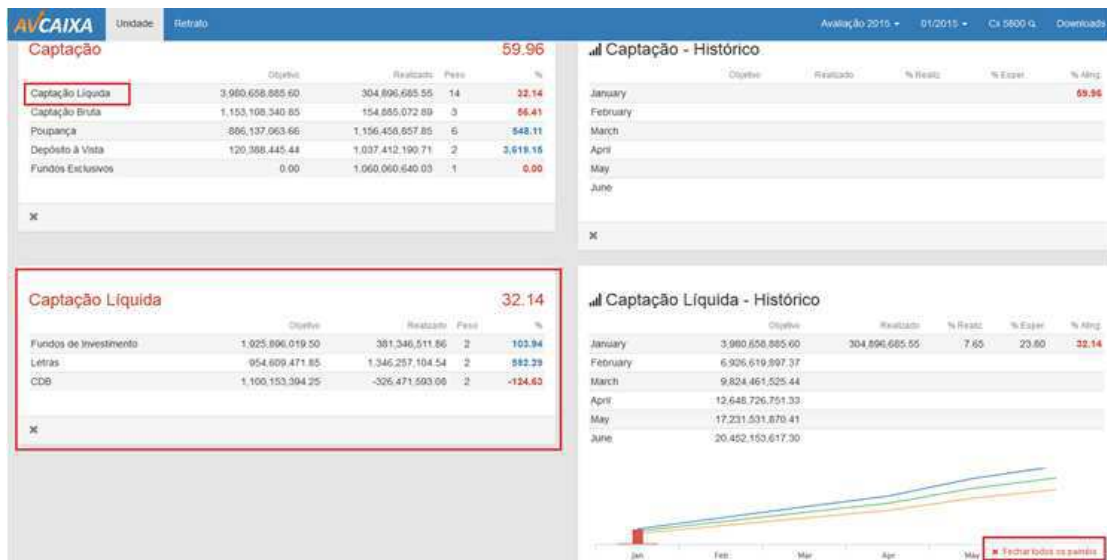 AVCAIXA Unidade Retrato Avaliação 2015 01/2015 Cx 5600 Downloads
Captação 59.96
Objetivo Realizado Peso %
Captação Líquida 3,980,658,885.60 304,896,685.55 14 32.14
Captação Bruta 1,153,108,340.85 154,885,072.89 3 56.41
Poupança 886,137,063.66 1,156,458,857.85 6 548.11
Depósito à Vista 120,388,445.44 1,037,412,190.71 2 3,619.15
Fundos Exclusivos 0.00 1,060,060,640.03 1 0.00
Captação - Histórico
Objetivo Realizado % Realiz. % Esper. % Ating.
January 59.96
February
March
April
May
June
Captação Líquida 32.14
Objetivo Realizado Peso %
Fundos de Investimento 1,925,896,019.50 381,346,511.86 2 103.94
Letras 954,609,471.85 1,346,257,104.54 2 592.39
CDB 1,100,153,394.25 -326,471,593.08 2 -124.63
Captação Líquida - Histórico
Objetivo Realizado % Realiz. % Esper. % Ating.
January 3,980,658,885.60 304,896,685.55 7.65 23.80 32.14
February 6,926,619,897.37
March 9,824,461,525.44
April 12,648,726,751.33
May 17,231,531,870.41
June 20,452,153,617.30
Jan Feb Mar Apr May
Fechar todos os painéis